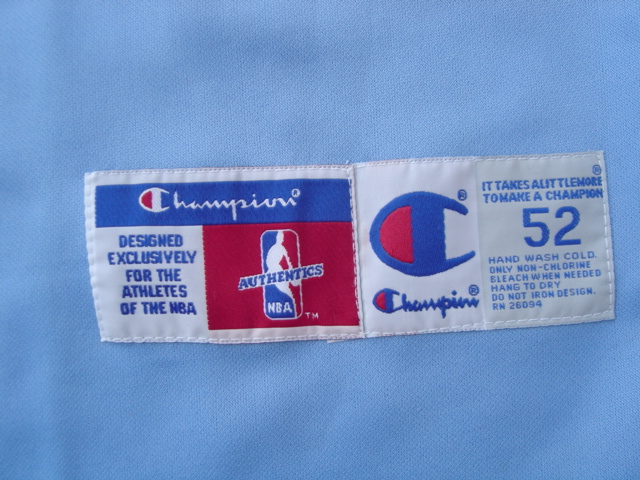 Champion®
DESIGNED
EXCLUSIVELY
FOR THE
ATHLETES
OF THE NBA
AUTHENTICS
NBA
TM
®
Champion®
IT TAKES A LITTLE MORE®
TO MAKE A CHAMPION
52
HAND WASH COLD.
ONLY NON-CHLORINE
BLEACH WHEN NEEDED
HANG TO DRY
DO NOT IRON DESIGN.
RN 26094